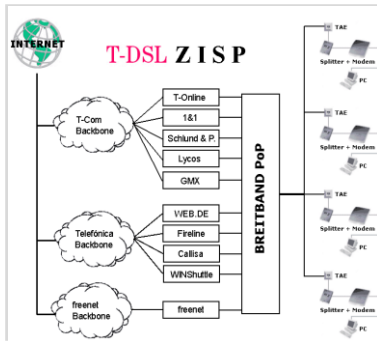 INTERNET
T-DSL ZISP
T-Com
Backbone
T-Online
1&1
Schlund & P.
Lycos
GMX
Telefónica
Backbone
WEB.DE
Fireline
Callisa
WINShuttle
freenet
Backbone
freenet
BREITBAND PoP
TAE
Splitter + Modem
PC
TAE
Splitter + Modem
PC
TAE
Splitter + Modem
PC
TAE
Splitter + Modem
PC